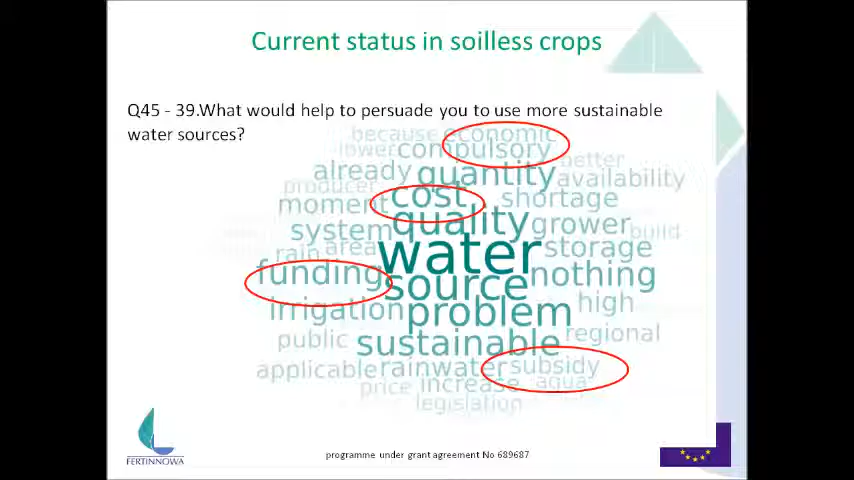 Current status in soilless crops
Q45 - 39.What would help to persuade you to use more sustainable
water sources?
because economic
lower compulsory
better
already quantity availability
producer cost
moment shortage
quality grower
system build
rain area water storage
funding nothing
source
irrigation problem high
public regional
sustainable
applicable rainwater subsidy
price increase aqua
legislation
FERTINNOWA
programme under grant agreement No 689687